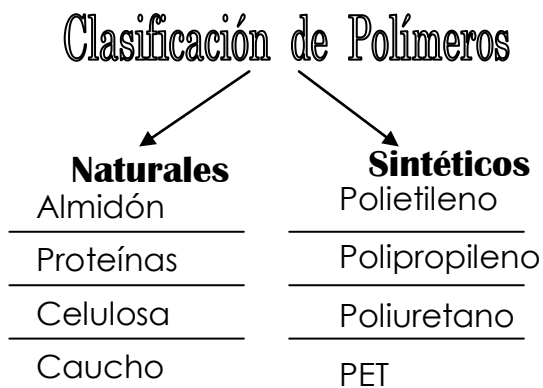 Clasificación de Polímeros
Naturales
Almidón
Proteínas
Celulosa
Caucho
Sintéticos
Polietileno
Polipropileno
Poliuretano
PET